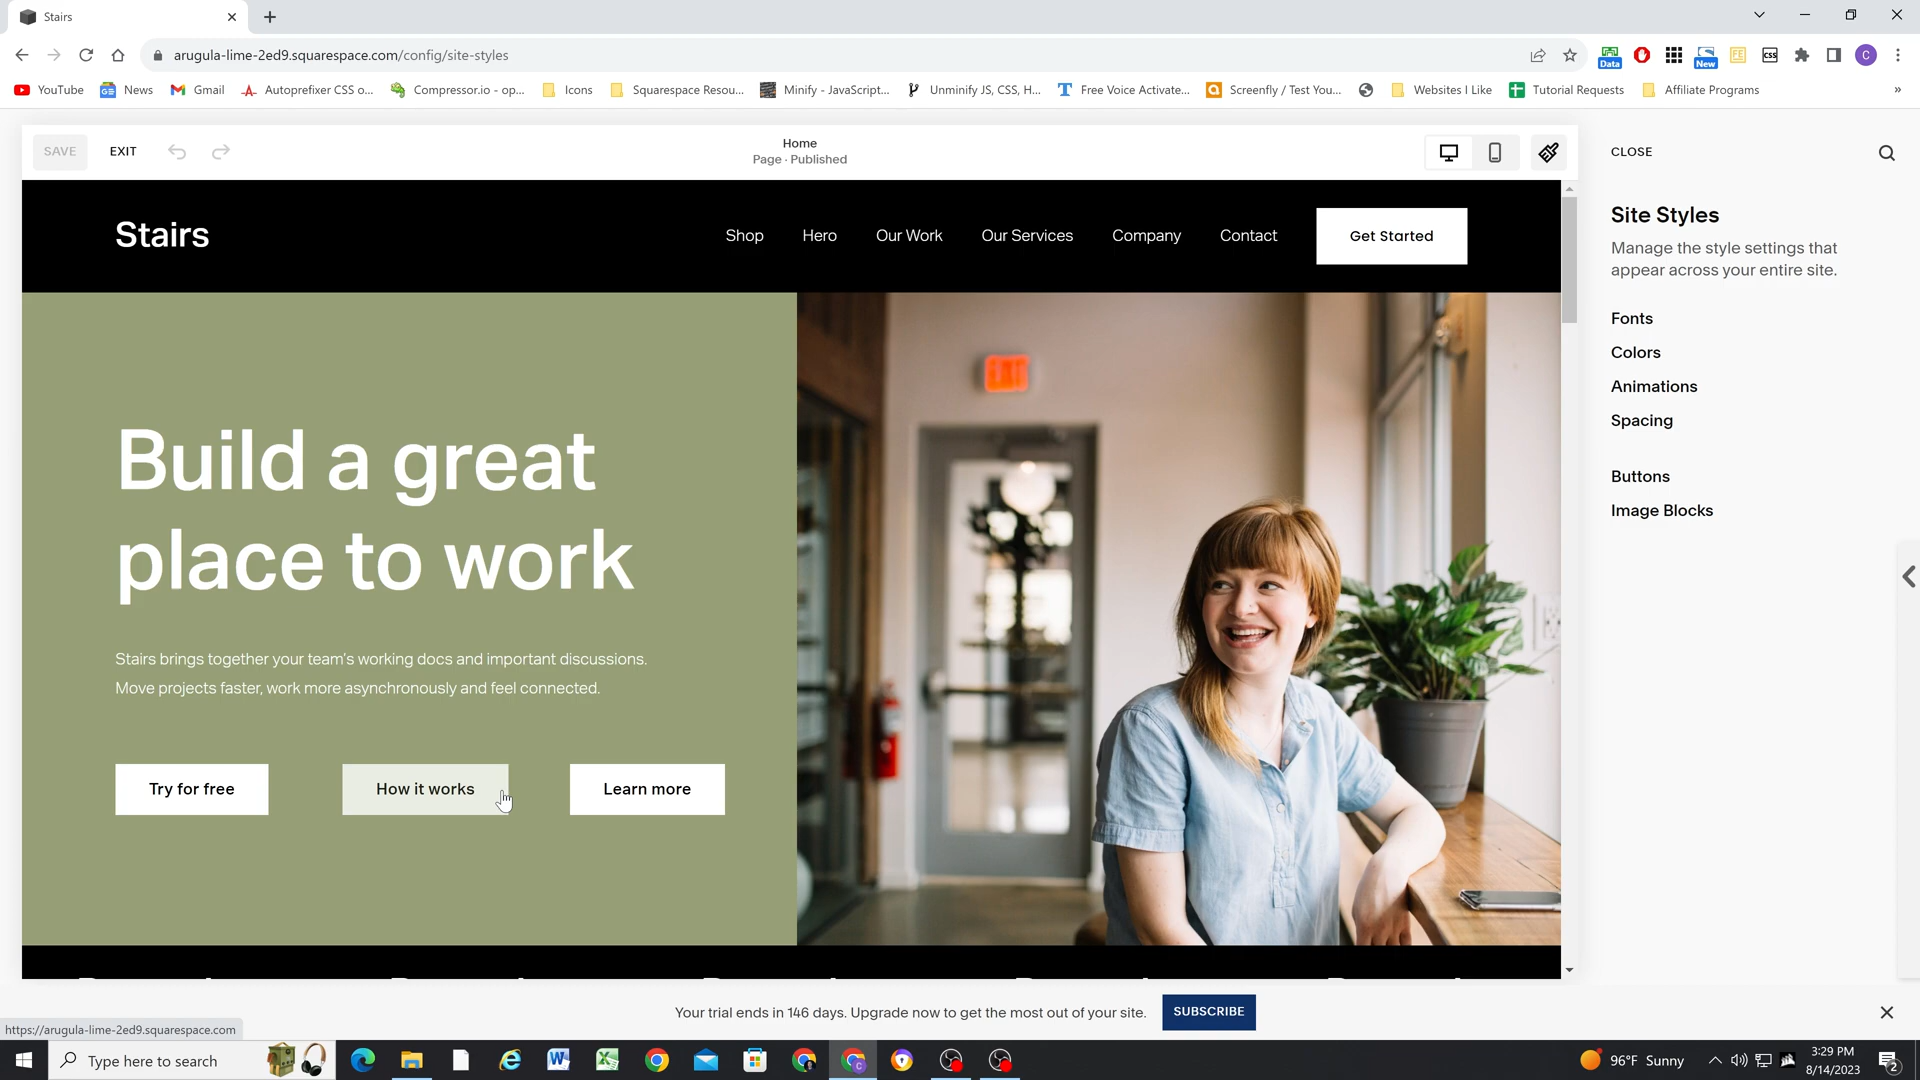 Stairs
arugula-lime-2ed9.squarespace.com/config/site-styles
Data
New
FE
CSS
C
YouTube
News
Gmail
Autoprefixer CSS o...
Compressor.io - op...
Icons
Squarespace Resou...
Minify - JavaScript...
Unminify JS, CSS, H...
Free Voice Activate...
Screenfly / Test You...
Websites I Like
Tutorial Requests
Affiliate Programs
»
SAVE
EXIT
Home
Page · Published
CLOSE
Stairs
Shop
Hero
Our Work
Our Services
Company
Contact
Get Started
Site Styles
Manage the style settings that
appear across your entire site.
Fonts
Colors
Animations
Spacing
Buttons
Image Blocks
Build a great
place to work
Stairs brings together your team's working docs and important discussions.
Move projects faster, work more asynchronously and feel connected.
Try for free
How it works
Learn more
Your trial ends in 146 days. Upgrade now to get the most out of your site.
SUBSCRIBE
https://arugula-lime-2ed9.squarespace.com
Type here to search
96°F Sunny
3:29 PM
8/14/2023
2